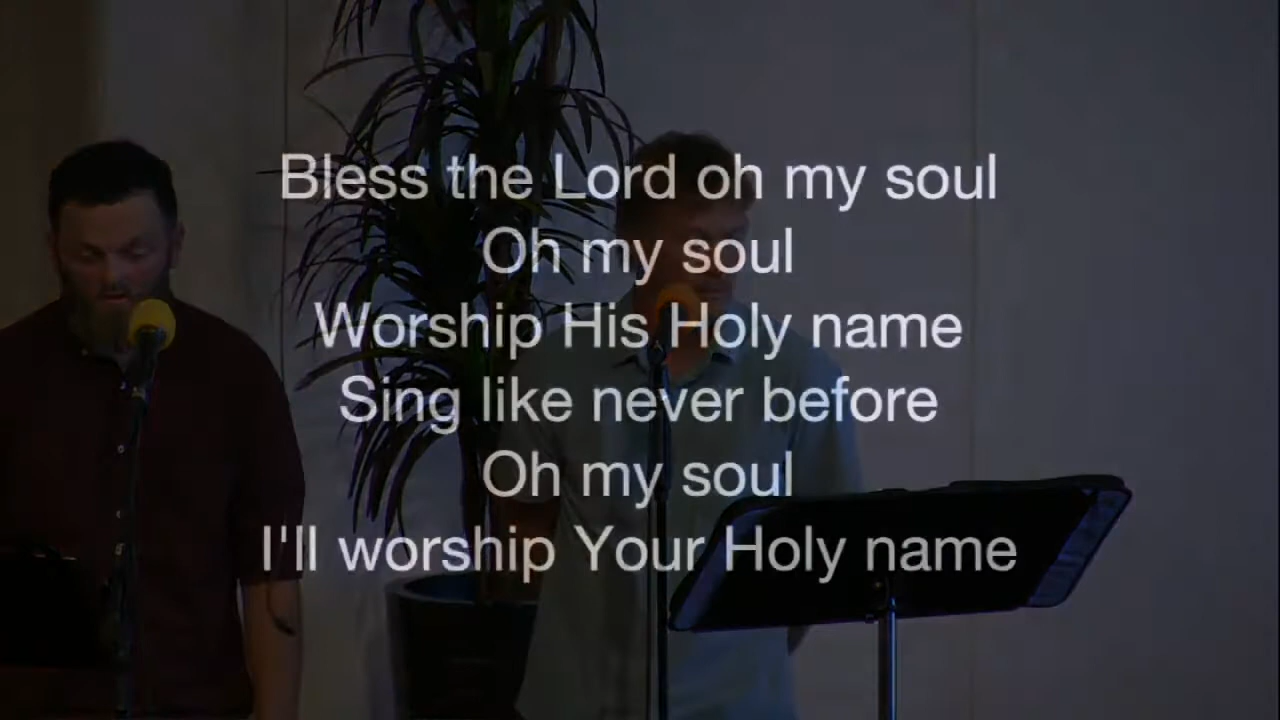 Bless the Lord oh my soul
Oh my soul
Worship His Holy name
Sing like never before
Oh my soul
I'll worship Your Holy name